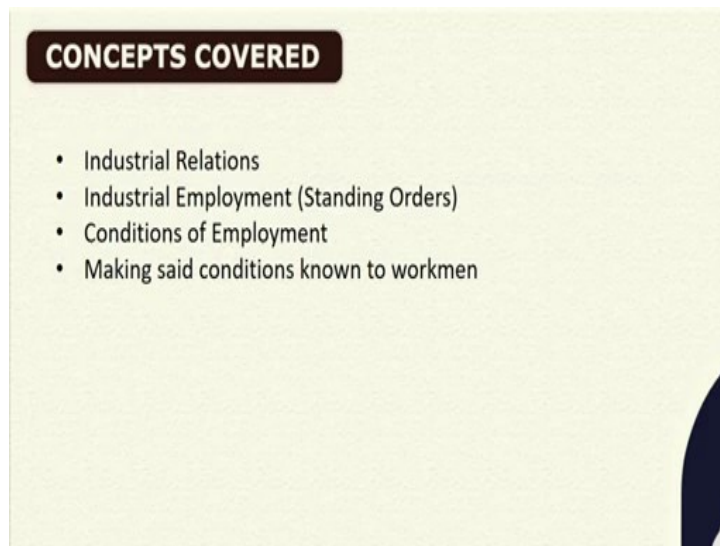 CONCEPTS COVERED
• Industrial Relations
• Industrial Employment (Standing Orders)
• Conditions of Employment
• Making said conditions known to workmen